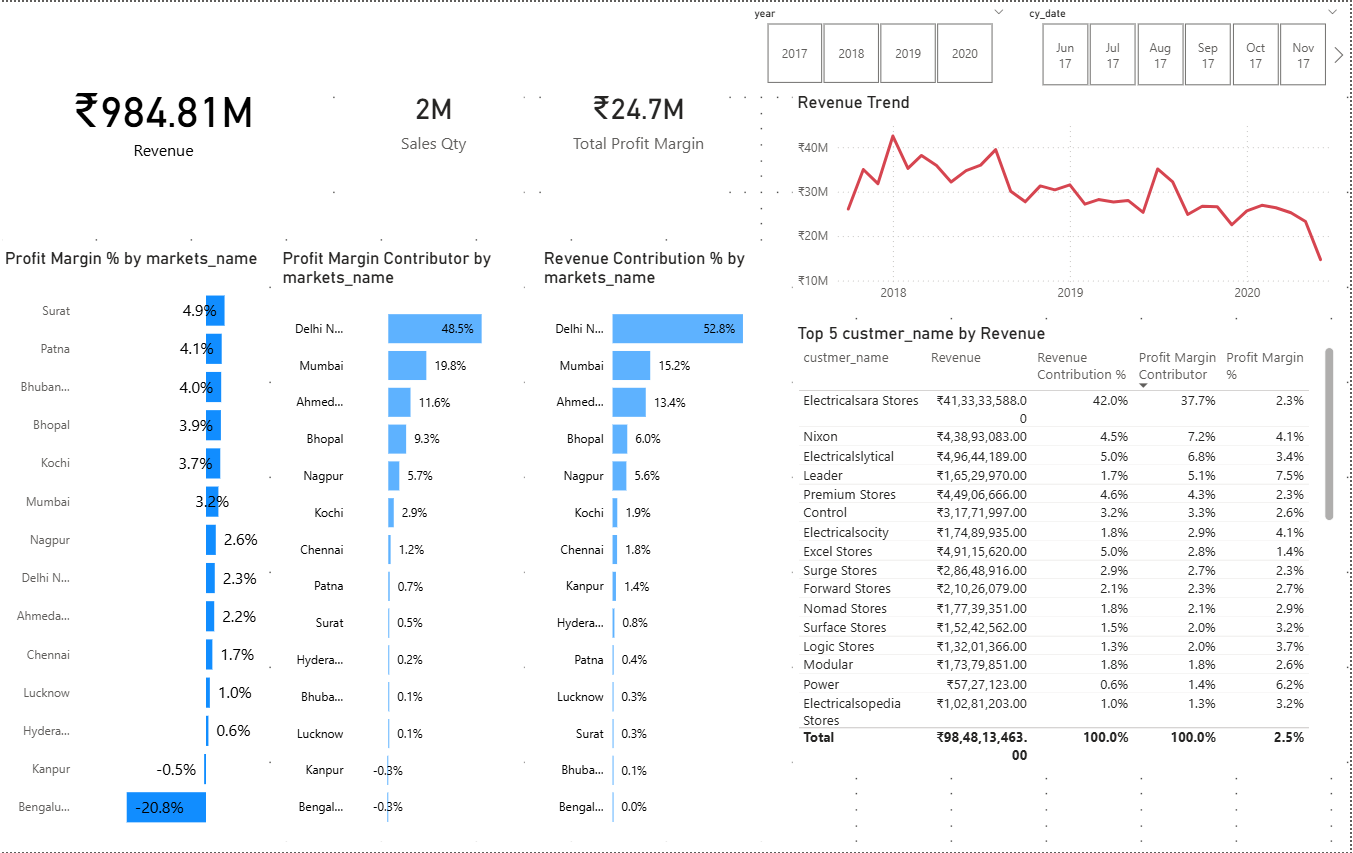 year
2017
2018
2019
2020
cy_date
Jun
17
Jul
17
Aug
17
Sep
17
Oct
17
Nov
17
₹984.81M
Revenue
2M
Sales Qty
₹24.7M
Total Profit Margin
Revenue Trend
₹40M
₹30M
₹20M
₹10M
2018
2019
2020
Profit Margin % by markets_name
Surat 4.9%
Patna 4.1%
Bhuban... 4.0%
Bhopal 3.9%
Kochi 3.7%
Mumbai 3.2%
Nagpur 2.6%
Delhi N... 2.3%
Ahmeda... 2.2%
Chennai 1.7%
Lucknow 1.0%
Hydera... 0.6%
Kanpur -0.5%
Bengalu... -20.8%
Profit Margin Contributor by
markets_name
Delhi N... 48.5%
Mumbai 19.8%
Ahmed... 11.6%
Bhopal 9.3%
Nagpur 5.7%
Kochi 2.9%
Chennai 1.2%
Patna 0.7%
Surat 0.5%
Hydera... 0.2%
Bhuba... 0.1%
Lucknow 0.1%
Kanpur -0.3%
Bengal... -0.3%
Revenue Contribution % by
markets_name
Delhi N... 52.8%
Mumbai 15.2%
Ahmed... 13.4%
Bhopal 6.0%
Nagpur 5.6%
Kochi 1.9%
Chennai 1.8%
Kanpur 1.4%
Hydera... 0.8%
Patna 0.4%
Lucknow 0.3%
Surat 0.3%
Bhuba... 0.1%
Bengal... 0.0%
Top 5 custmer_name by Revenue
custmer_name Revenue Revenue Profit Margin Profit Margin
Contribution % Contributor %
Electricalsara Stores ₹41,33,33,588.0 42.0% 37.7% 2.3%
0
Nixon ₹4,38,93,083.00 4.5% 7.2% 4.1%
Electricalslytical ₹4,96,44,189.00 5.0% 6.8% 3.4%
Leader ₹1,65,29,970.00 1.7% 5.1% 7.5%
Premium Stores ₹4,49,06,666.00 4.6% 4.3% 2.3%
Control ₹3,17,71,997.00 3.2% 3.3% 2.6%
Electricalsocity ₹1,74,89,935.00 1.8% 2.9% 4.1%
Excel Stores ₹4,91,15,620.00 5.0% 2.8% 1.4%
Surge Stores ₹2,86,48,916.00 2.9% 2.7% 2.3%
Forward Stores ₹2,10,26,079.00 2.1% 2.3% 2.7%
Nomad Stores ₹1,77,39,351.00 1.8% 2.1% 2.9%
Surface Stores ₹1,52,42,562.00 1.5% 2.0% 3.2%
Logic Stores ₹1,32,01,366.00 1.3% 2.0% 3.7%
Modular ₹1,73,79,851.00 1.8% 1.8% 2.6%
Power ₹57,27,123.00 0.6% 1.4% 6.2%
Electricalsopedia ₹1,02,81,203.00 1.0% 1.3% 3.2%
Stores
Total ₹98,48,13,463. 100.0% 100.0% 2.5%
00